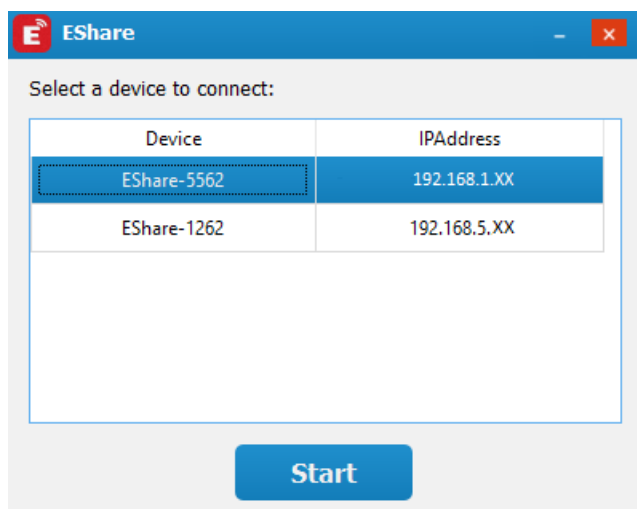 E EShare
Select a device to connect:
Device IPAddress
EShare-5562 192.168.1.XX
EShare-1262 192.168.5.XX
Start